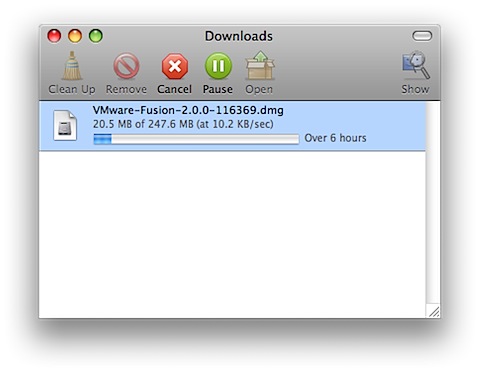 Downloads
Clean Up Remove Cancel Pause Open Show
VMware-Fusion-2.0.0-116369.dmg
20.5 MB of 247.6 MB (at 10.2 KB/sec)
Over 6 hours